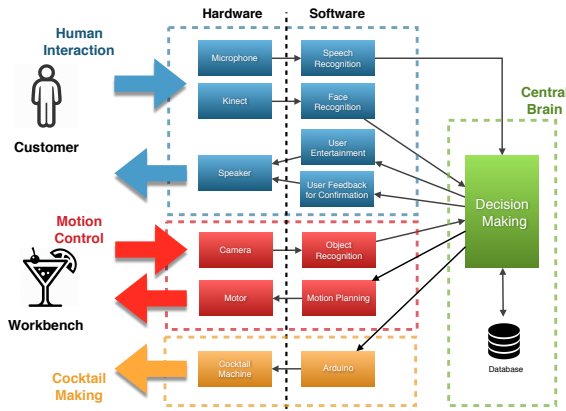 Hardware
Software
Human
Interaction
Microphone
Speech
Recognition
Kinect
Face
Recognition
Central
Brain
Customer
User
Entertainment
Speaker
User Feedback
for Confirmation
Decision
Making
Motion
Control
Camera
Object
Recognition
Motor
Motion Planning
Workbench
Cocktail
Machine
Arduino
Database
Cocktail
Making